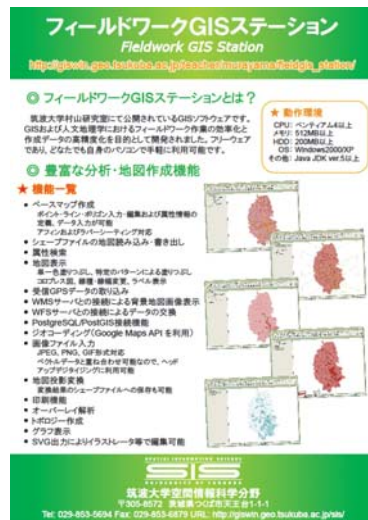 フィールドワークGISステーション
Fieldwork GIS Station
http://giswin.geo.tsukuba.ac.jp/teacher/murayama/fieldgis_station/
◎ フィールドワークGISステーションとは？
筑波大学村山研究室にて公開されているGISソフトウェアです。
GISおよび人文地理学におけるフィールドワーク作業の効率化と
作成データの高精度化を目的として開発されました。フリーウェア
であり、どなたでも自身のパソコンで手軽に利用可能です。
★ 動作環境
CPU: ペンティアム4以上
メモリ: 512MB以上
HDD: 200MB以上
OS: Windows2000/XP
その他: Java JDK ver.5以上
◎ 豊富な分析・地図作成機能
★ 機能一覧
• ベースマップ作成
ポイント・ライン・ポリゴン入力・編集および属性情報の
定義、データ入力が可能
アフィンおよびラバーシーティング対応
• シェープファイルの地図読み込み・書き出し
• 属性検索
• 地図表示
単一色塗りつぶし、特定のパターンによる塗りつぶし
コロプレス図、線種・線幅変更、ラベル表示
• 受信GPSデータの取り込み
• WMSサーバとの接続による背景地図画像表示
• WFSサーバとの接続によるデータの交換
• PostgreSQL/PostGIS接続機能
• ジオコーディング(Google Maps APIを利用)
• 画像ファイル入力
JPEG, PNG, GIF形式対応
ベクトルデータと重ね合わせ可能なので、ヘッド
アップデジタイジングに利用可能
• 地図投影変換
変換結果のシェープファイルへの保存も可能
• 印刷機能
• オーバーレイ解析
• トポロジー作成
• グラフ表示
• SVG出力によりイラストレータ等で編集可能
SPATIAL INFORMATION SCIENCE
SIS
UNIVERSITY OF TSUKUBA
筑波大学空間情報科学分野
〒305-8572 茨城県つくば市天王台1-1-1
Tel: 029-853-5694 Fax: 029-853-6879 URL: http://giswin.geo.tsukuba.ac.jp/sis/